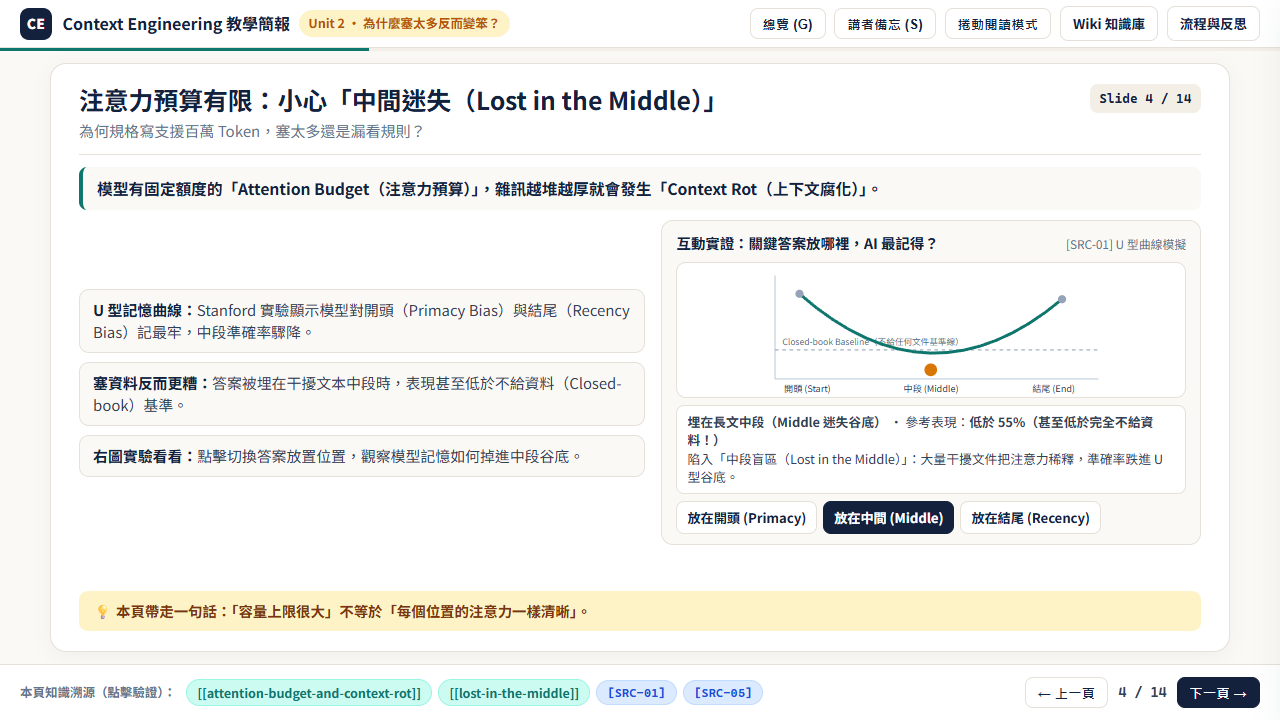 CE Context Engineering 教學簡報 Unit 2 · 為什麼塞太多反而變笨？ 總覽 (G) 講者備忘 (S) 捲動閱讀模式 Wiki 知識庫 流程與反思
注意力預算有限：小心「中間迷失（Lost in the Middle）」
Slide 4 / 14
為何規格寫支援百萬 Token，塞太多還是漏看規則？
模型有固定額度的「Attention Budget（注意力預算）」，雜訊越堆越厚就會發生「Context Rot（上下文腐化）」。
U 型記憶曲線：Stanford 實驗顯示模型對開頭（Primacy Bias）與結尾（Recency
Bias）記最牢，中段準確率驟降。
塞資料反而更糟：答案被埋在干擾文本中段時，表現甚至低於不給資料（Closed-
book）基準。
右圖實驗看看：點擊切換答案放置位置，觀察模型記憶如何掉進中段谷底。
互動實證：關鍵答案放哪裡，AI 最記得？ [SRC-01] U 型曲線模擬
Closed-book Baseline（不給任何文件基準線）
開頭 (Start) 中段 (Middle) 結尾 (End)
埋在長文中段（Middle 迷失谷底） · 參考表現：低於 55%（甚至低於完全不給資
料！）
陷入「中段盲區（Lost in the Middle）」：大量干擾文件把注意力稀釋，準確率跌進 U
型谷底。
放在開頭 (Primacy) 放在中間 (Middle) 放在結尾 (Recency)
💡 本頁帶走一句話：「容量上限很大」不等於「每個位置的注意力一樣清晰」。
本頁知識溯源（點擊驗證）： [[attention-budget-and-context-rot]] [[lost-in-the-middle]] [SRC-01] [SRC-05] ← 上一頁 4 / 14 下一頁 →